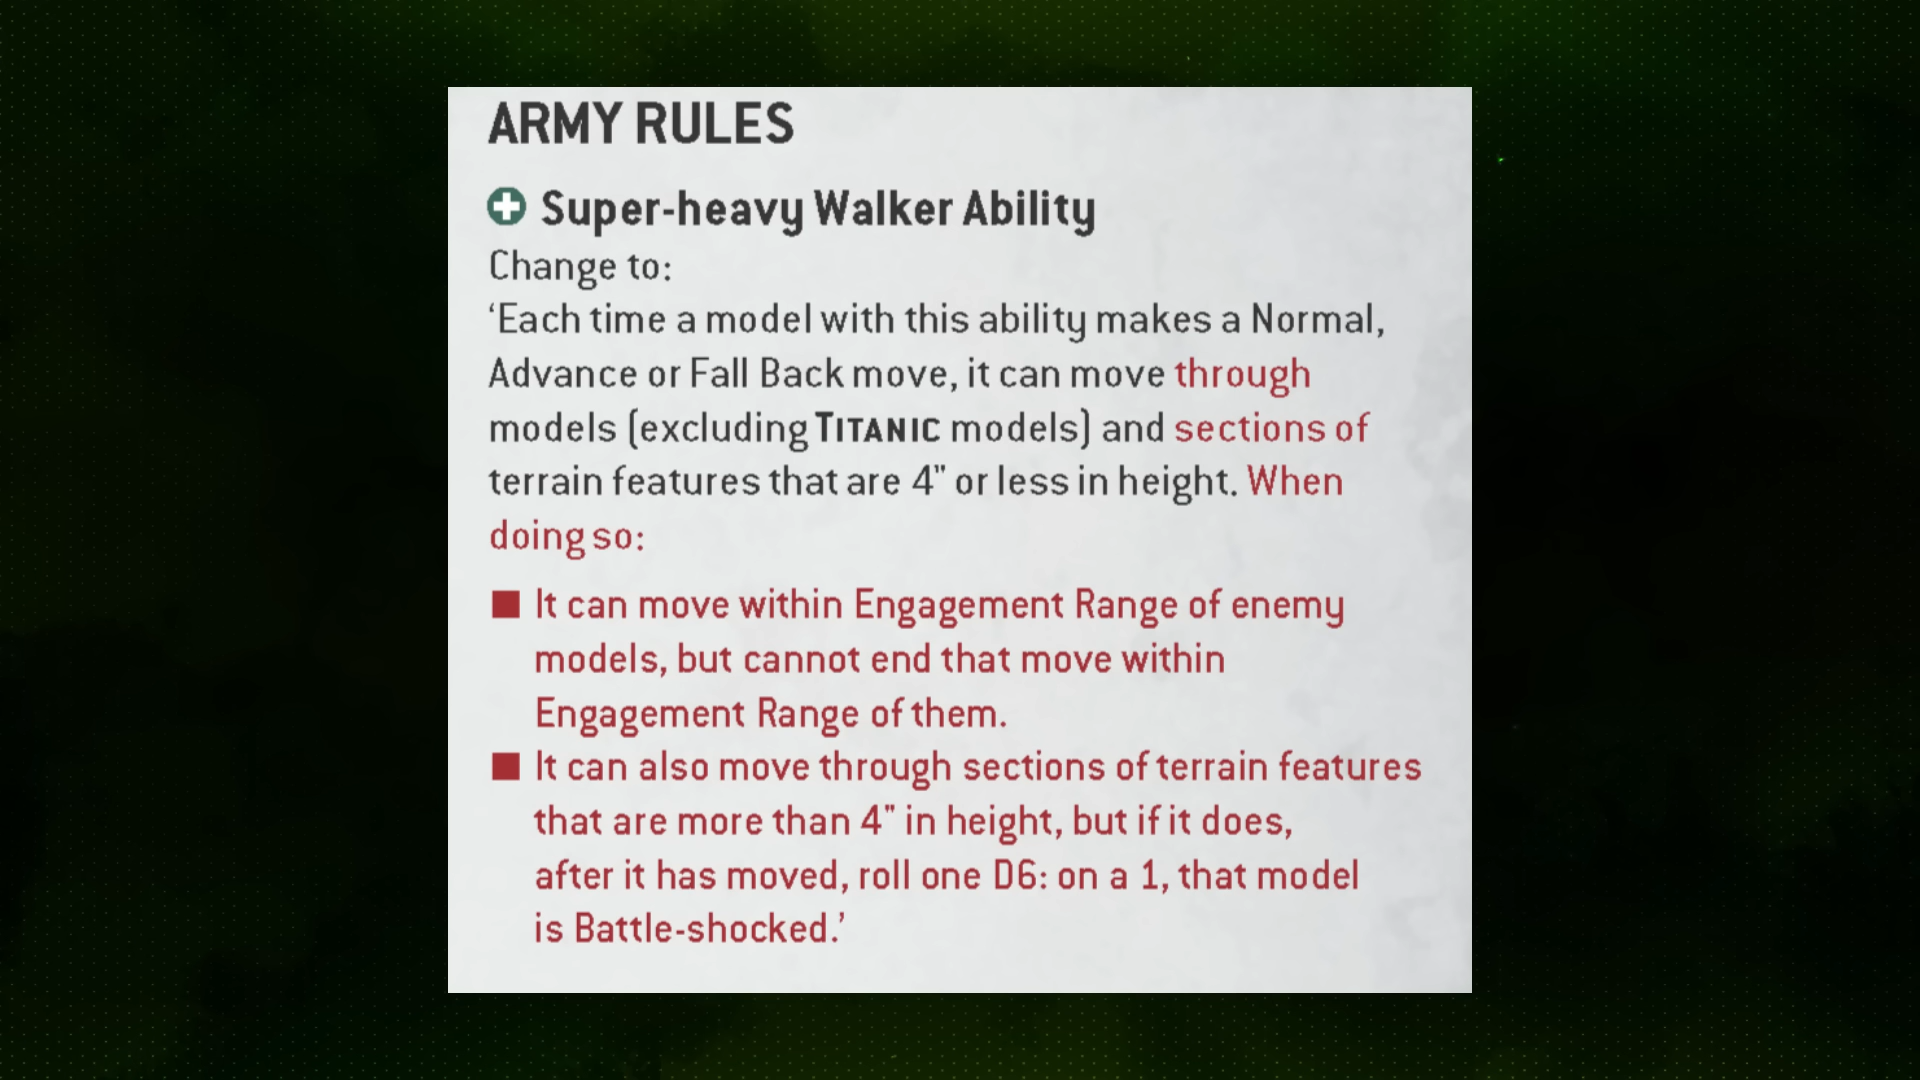 ARMY RULES
Super-heavy Walker Ability
Change to:
‘Each time a model with this ability makes a Normal,
Advance or Fall Back move, it can move through
models (excluding TITANIC models) and sections of
terrain features that are 4" or less in height. When
doing so:
■ It can move within Engagement Range of enemy
models, but cannot end that move within
Engagement Range of them.
■ It can also move through sections of terrain features
that are more than 4" in height, but if it does,
after it has moved, roll one D6: on a 1, that model
is Battle-shocked.’